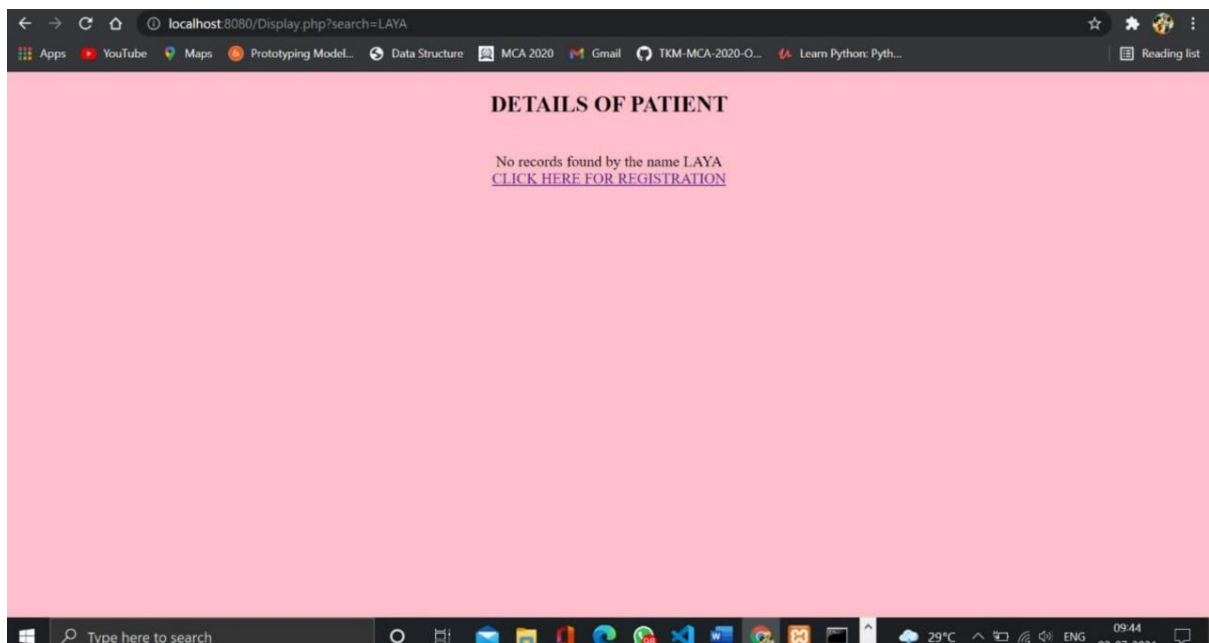 localhost:8080/Display.php?search=LAYA
Apps YouTube Maps Prototyping Model... Data Structure MCA 2020 Gmail TKM-MCA-2020-O... Learn Python: Pyth... Reading list
DETAILS OF PATIENT
No records found by the name LAYA
CLICK HERE FOR REGISTRATION
09:44
Type here to search 29°C ENG